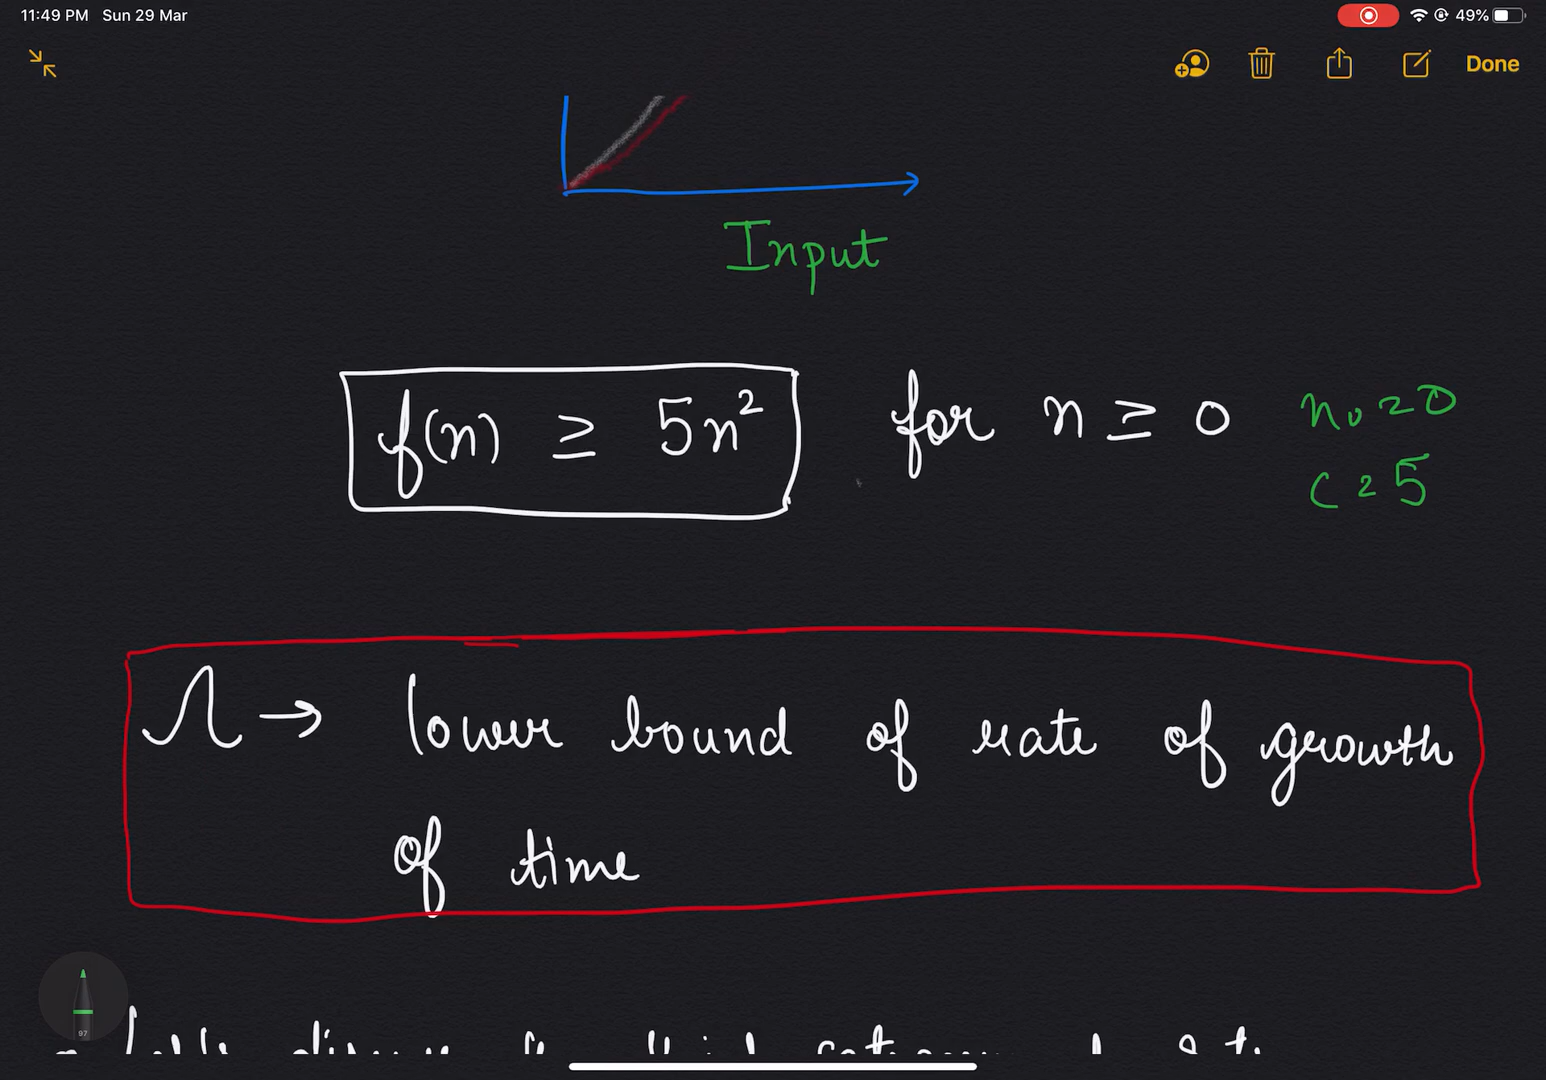 11:49 PM Sun 29 Mar 49%
Done
Input
f(n) ≥ 5n² for n ≥ 0 n₀ = 0
c = 5
Ω → lower bound of rate of growth
of time
97